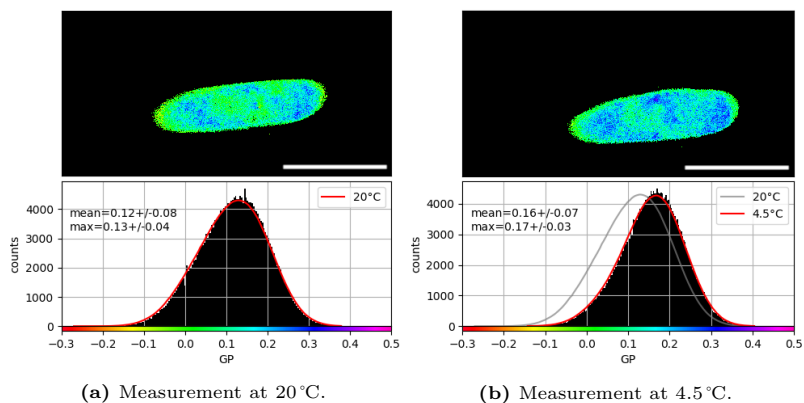 4000
3000
2000
1000
0
counts
mean=0.12+/-0.08
max=0.13+/-0.04
20°C
−0.3 −0.2 −0.1 0.0 0.1 0.2 0.3 0.4 0.5
GP
(a) Measurement at 20 °C.
4000
3000
2000
1000
0
counts
mean=0.16+/-0.07
max=0.17+/-0.03
20°C
4.5°C
−0.3 −0.2 −0.1 0.0 0.1 0.2 0.3 0.4 0.5
GP
(b) Measurement at 4.5 °C.